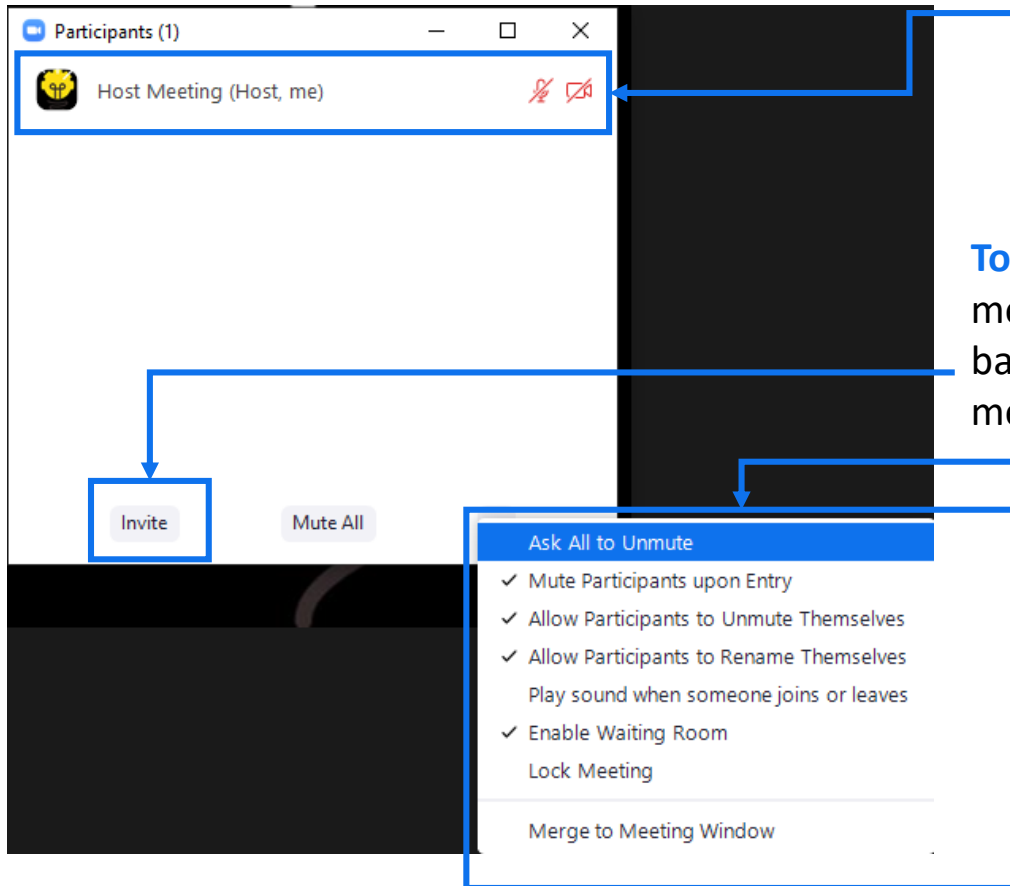 Participants (1)
Host Meeting (Host, me)
To
Invite
Mute All
Ask All to Unmute
Mute Participants upon Entry
Allow Participants to Unmute Themselves
Allow Participants to Rename Themselves
Play sound when someone joins or leaves
Enable Waiting Room
Lock Meeting
Merge to Meeting Window